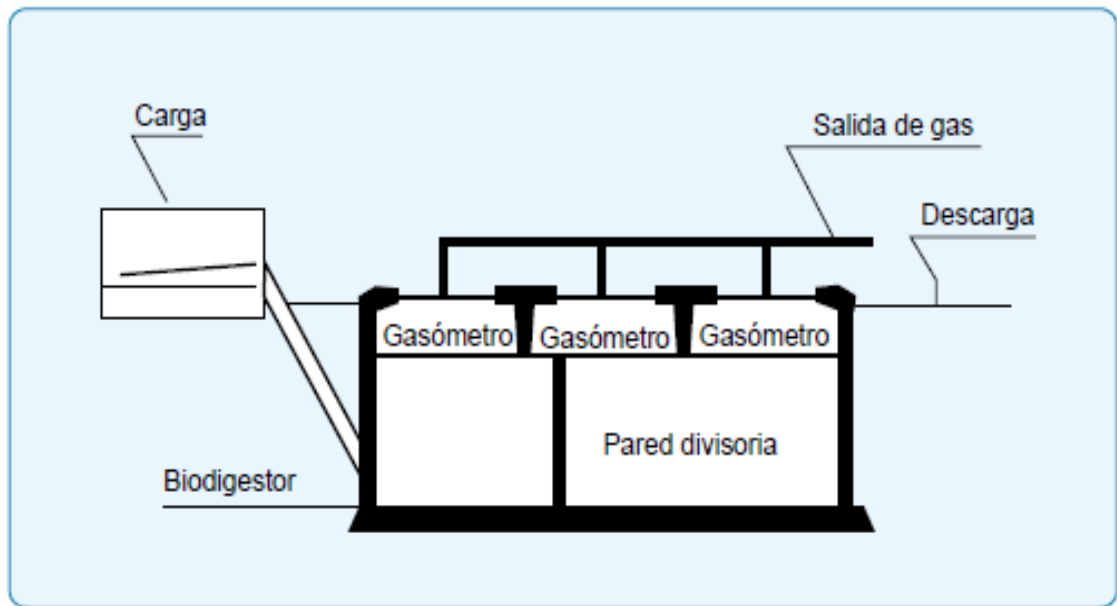 Carga
Salida de gas
Descarga
Gasómetro
Gasómetro
Gasómetro
Pared divisoria
Biodigestor